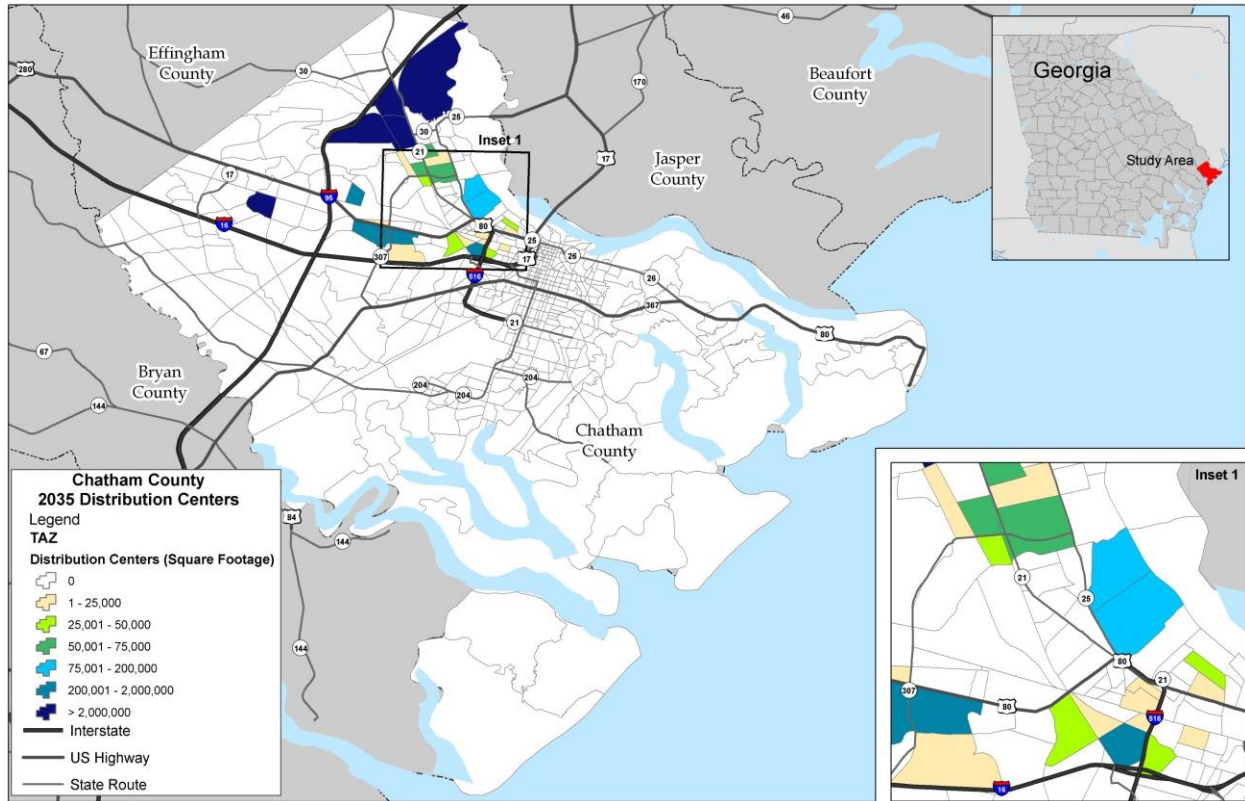 46
Effingham
County
280
30
170
Beaufort
County
Georgia
25
30
Inset 1
21
17
Jasper
County
Study Area
17
95
16
80
25
307
17
26
516
26
367
21
80
67
Bryan
County
204
204
204
144
Chatham
County
Inset 1
84
144
144
Chatham County
2035 Distribution Centers
Legend
TAZ
Distribution Centers (Square Footage)
0
1 - 25,000
25,001 - 50,000
50,001 - 75,000
75,001 - 200,000
200,001 - 2,000,000
> 2,000,000
Interstate
US Highway
State Route
21
25
80
21
307
80
516
16